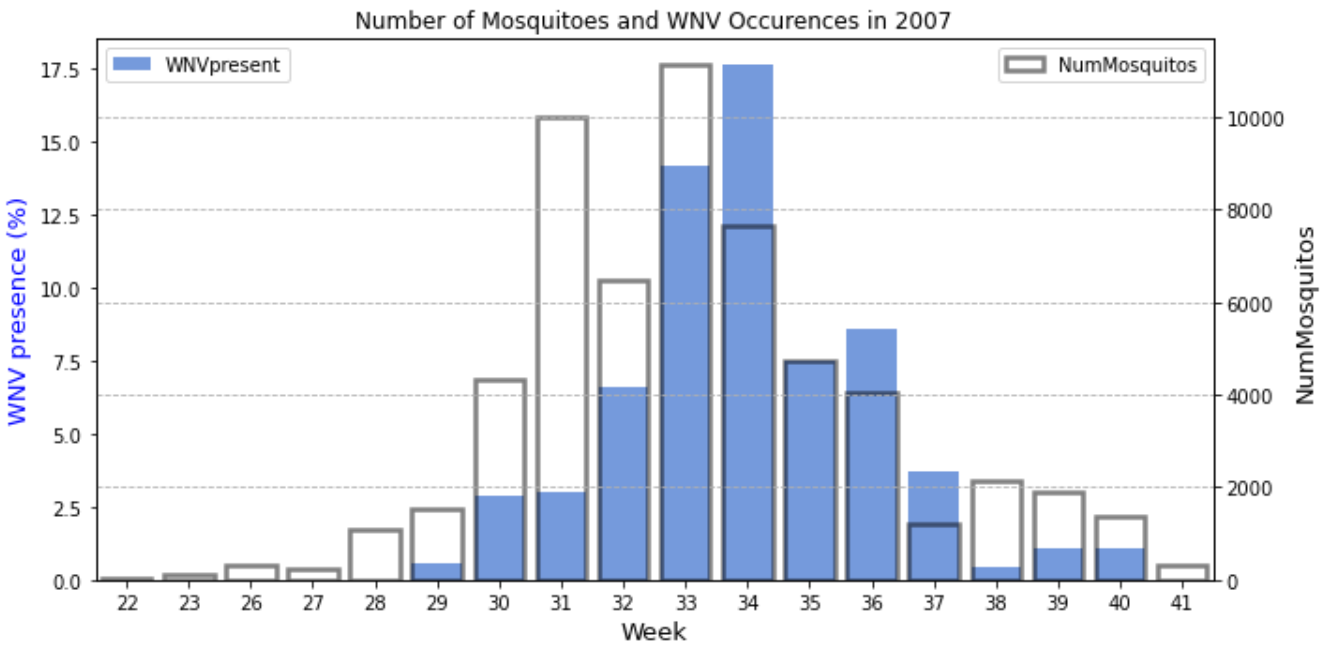 Number of Mosquitoes and WNV Occurences in 2007
WNVpresent
NumMosquitos
WNV presence (%)
17.5
15.0
12.5
10.0
7.5
5.0
2.5
0.0
10000
8000
6000
4000
2000
0
NumMosquitos
22 23 26 27 28 29 30 31 32 33 34 35 36 37 38 39 40 41
Week